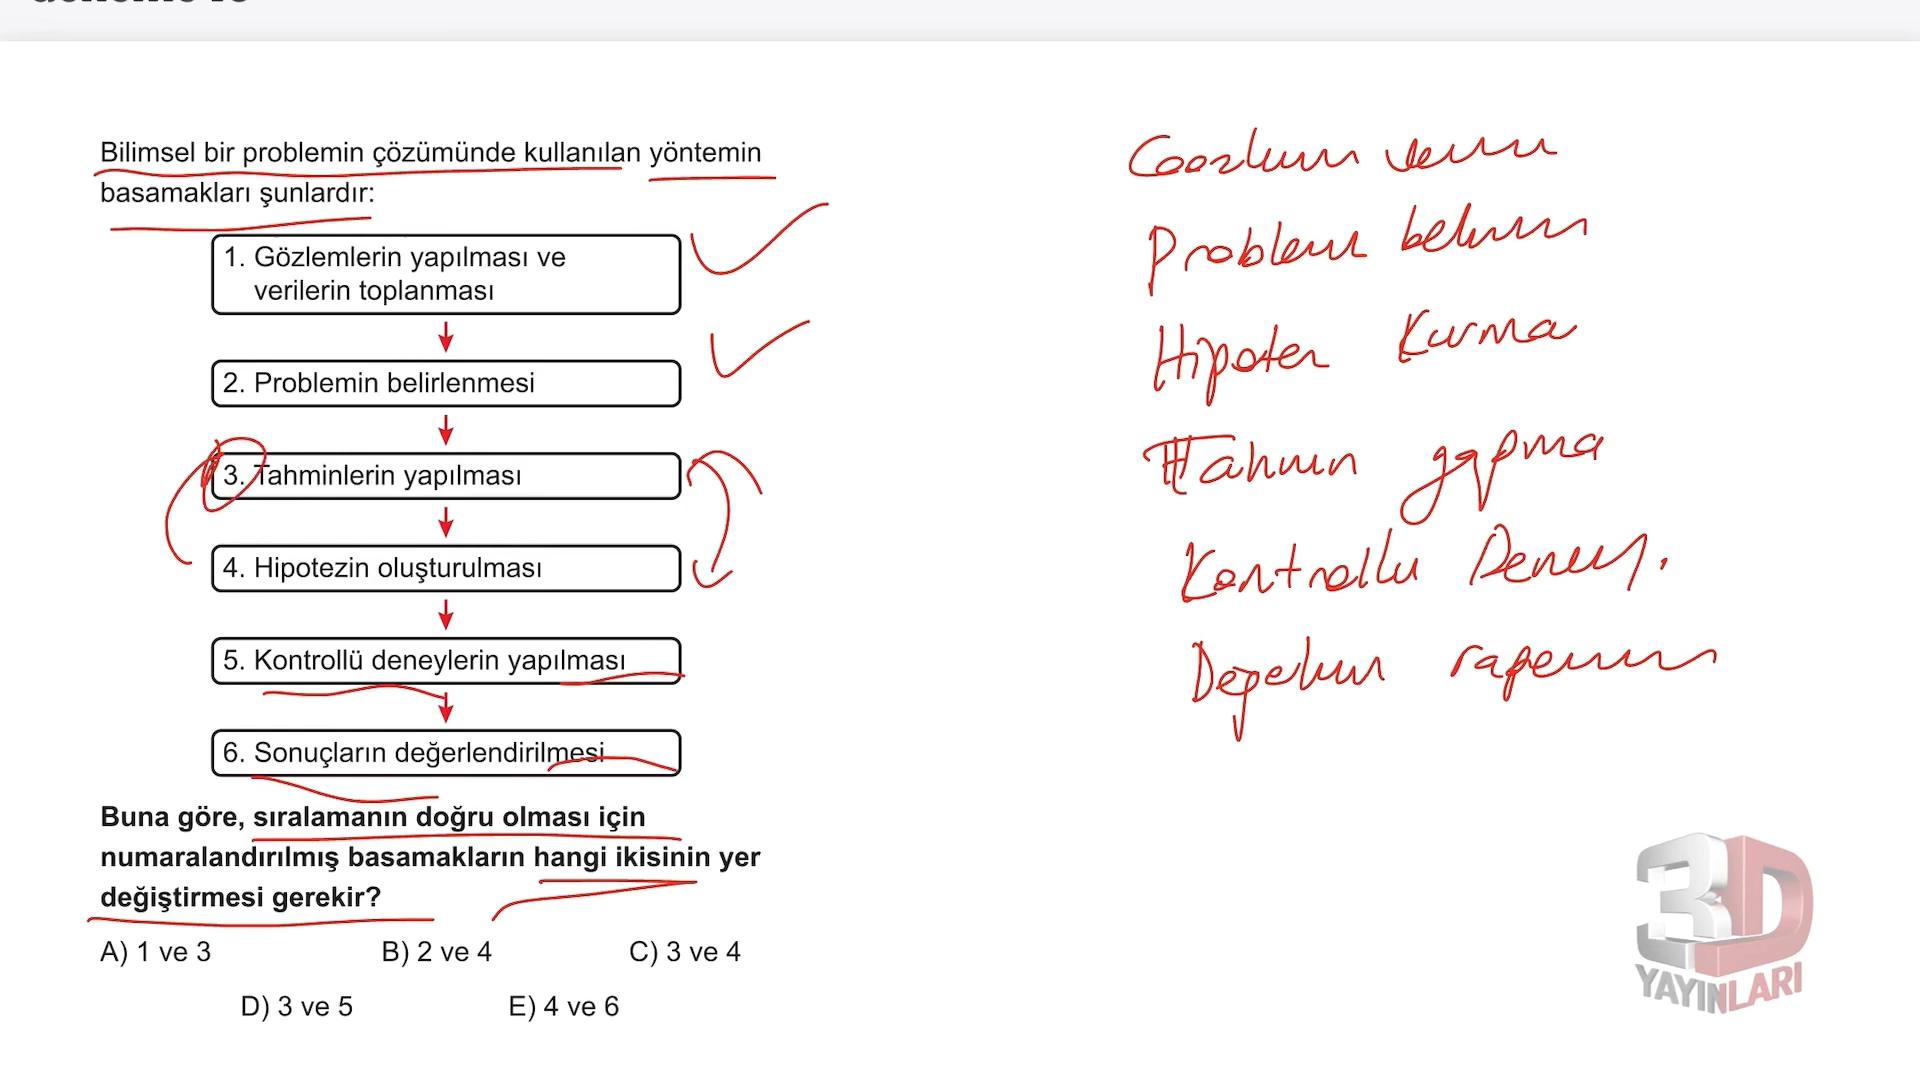 Bilimsel bir problemin çözümünde kullanılan yöntemin
basamakları şunlardır:
1. Gözlemlerin yapılması ve
verilerin toplanması
2. Problemin belirlenmesi
3. Tahminlerin yapılması
4. Hipotezin oluşturulması
5. Kontrollü deneylerin yapılması
6. Sonuçların değerlendirilmesi
Buna göre, sıralamanın doğru olması için
numaralandırılmış basamakların hangi ikisinin yer
değiştirmesi gerekir?
A) 1 ve 3 B) 2 ve 4 C) 3 ve 4
D) 3 ve 5 E) 4 ve 6
Problem
Hipotez Kurma
Tahmin yapma
Kontrollü Deney.
3D
YAYINLARI